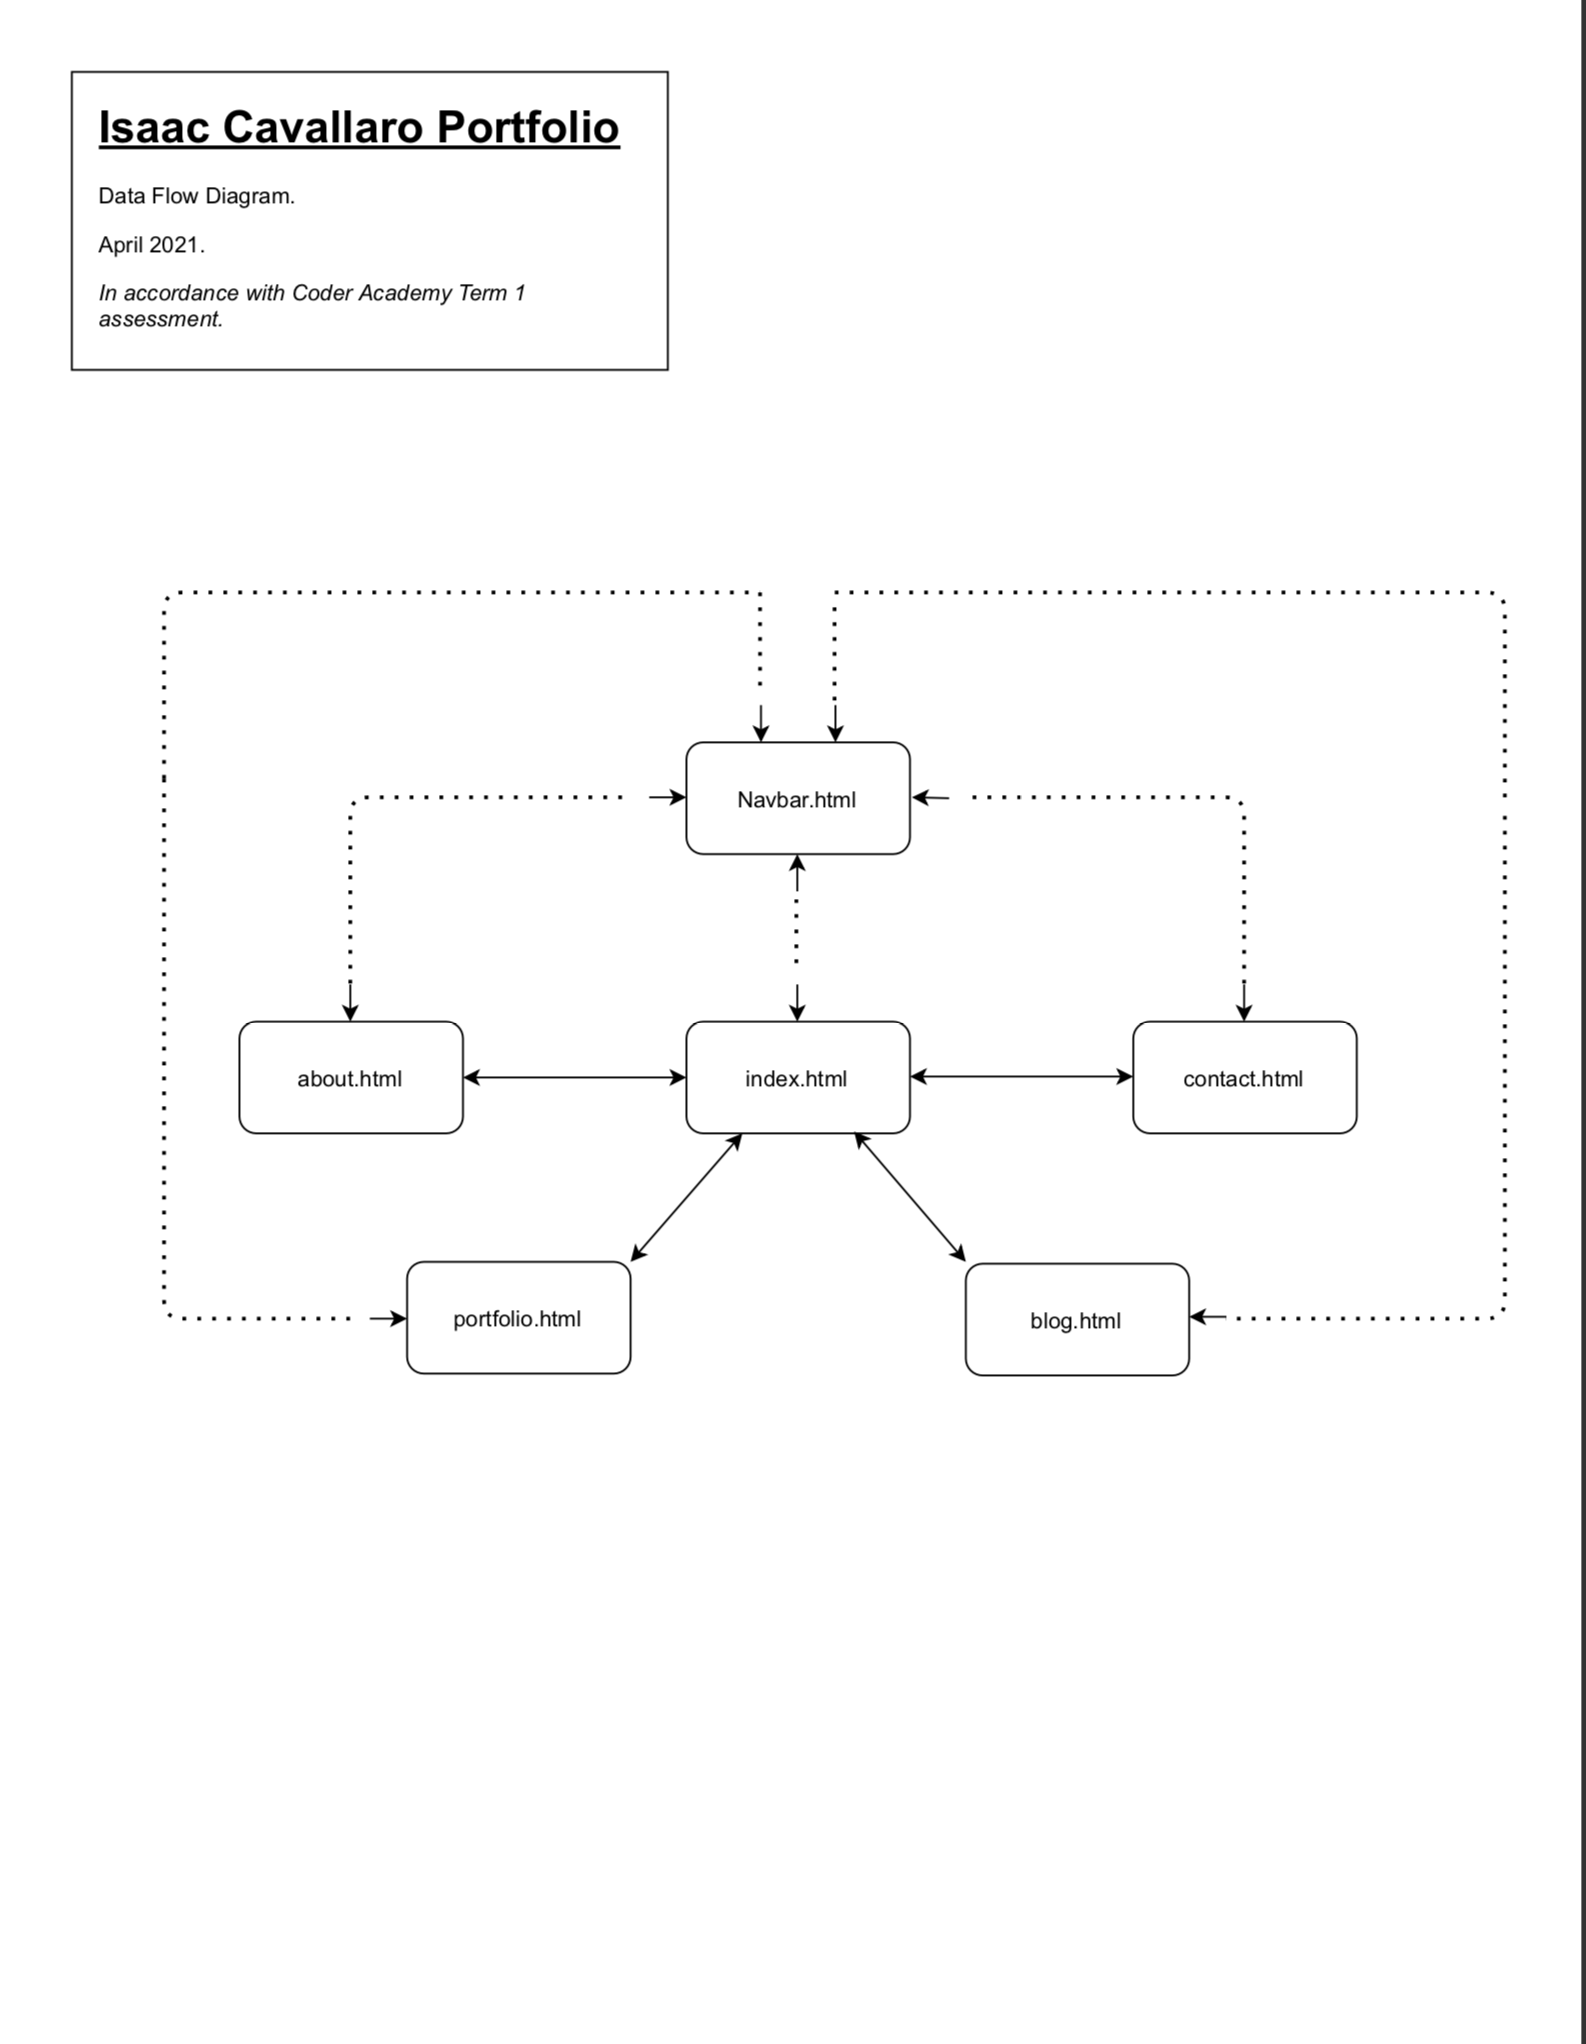 Isaac Cavallaro Portfolio
Data Flow Diagram.
April 2021.
In accordance with Coder Academy Term 1
assessment.
Navbar.html
about.html
index.html
contact.html
portfolio.html
blog.html